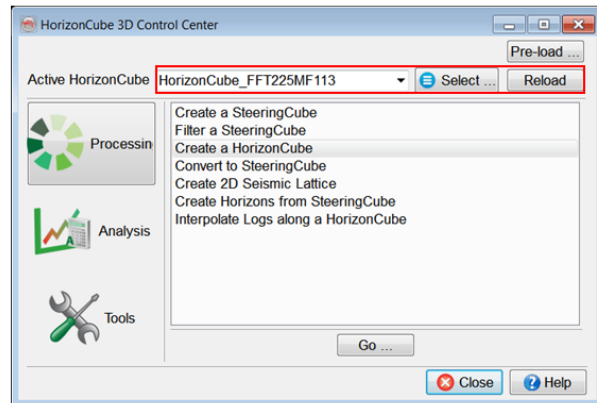 HorizonCube 3D Control Center
Pre-load ...
Active HorizonCube HorizonCube_FFT225MF113 Select ... Reload
Processin
Analysis
Tools
Create a SteeringCube
Filter a SteeringCube
Create a HorizonCube
Convert to SteeringCube
Create 2D Seismic Lattice
Create Horizons from SteeringCube
Interpolate Logs along a HorizonCube
Go ...
Close Help